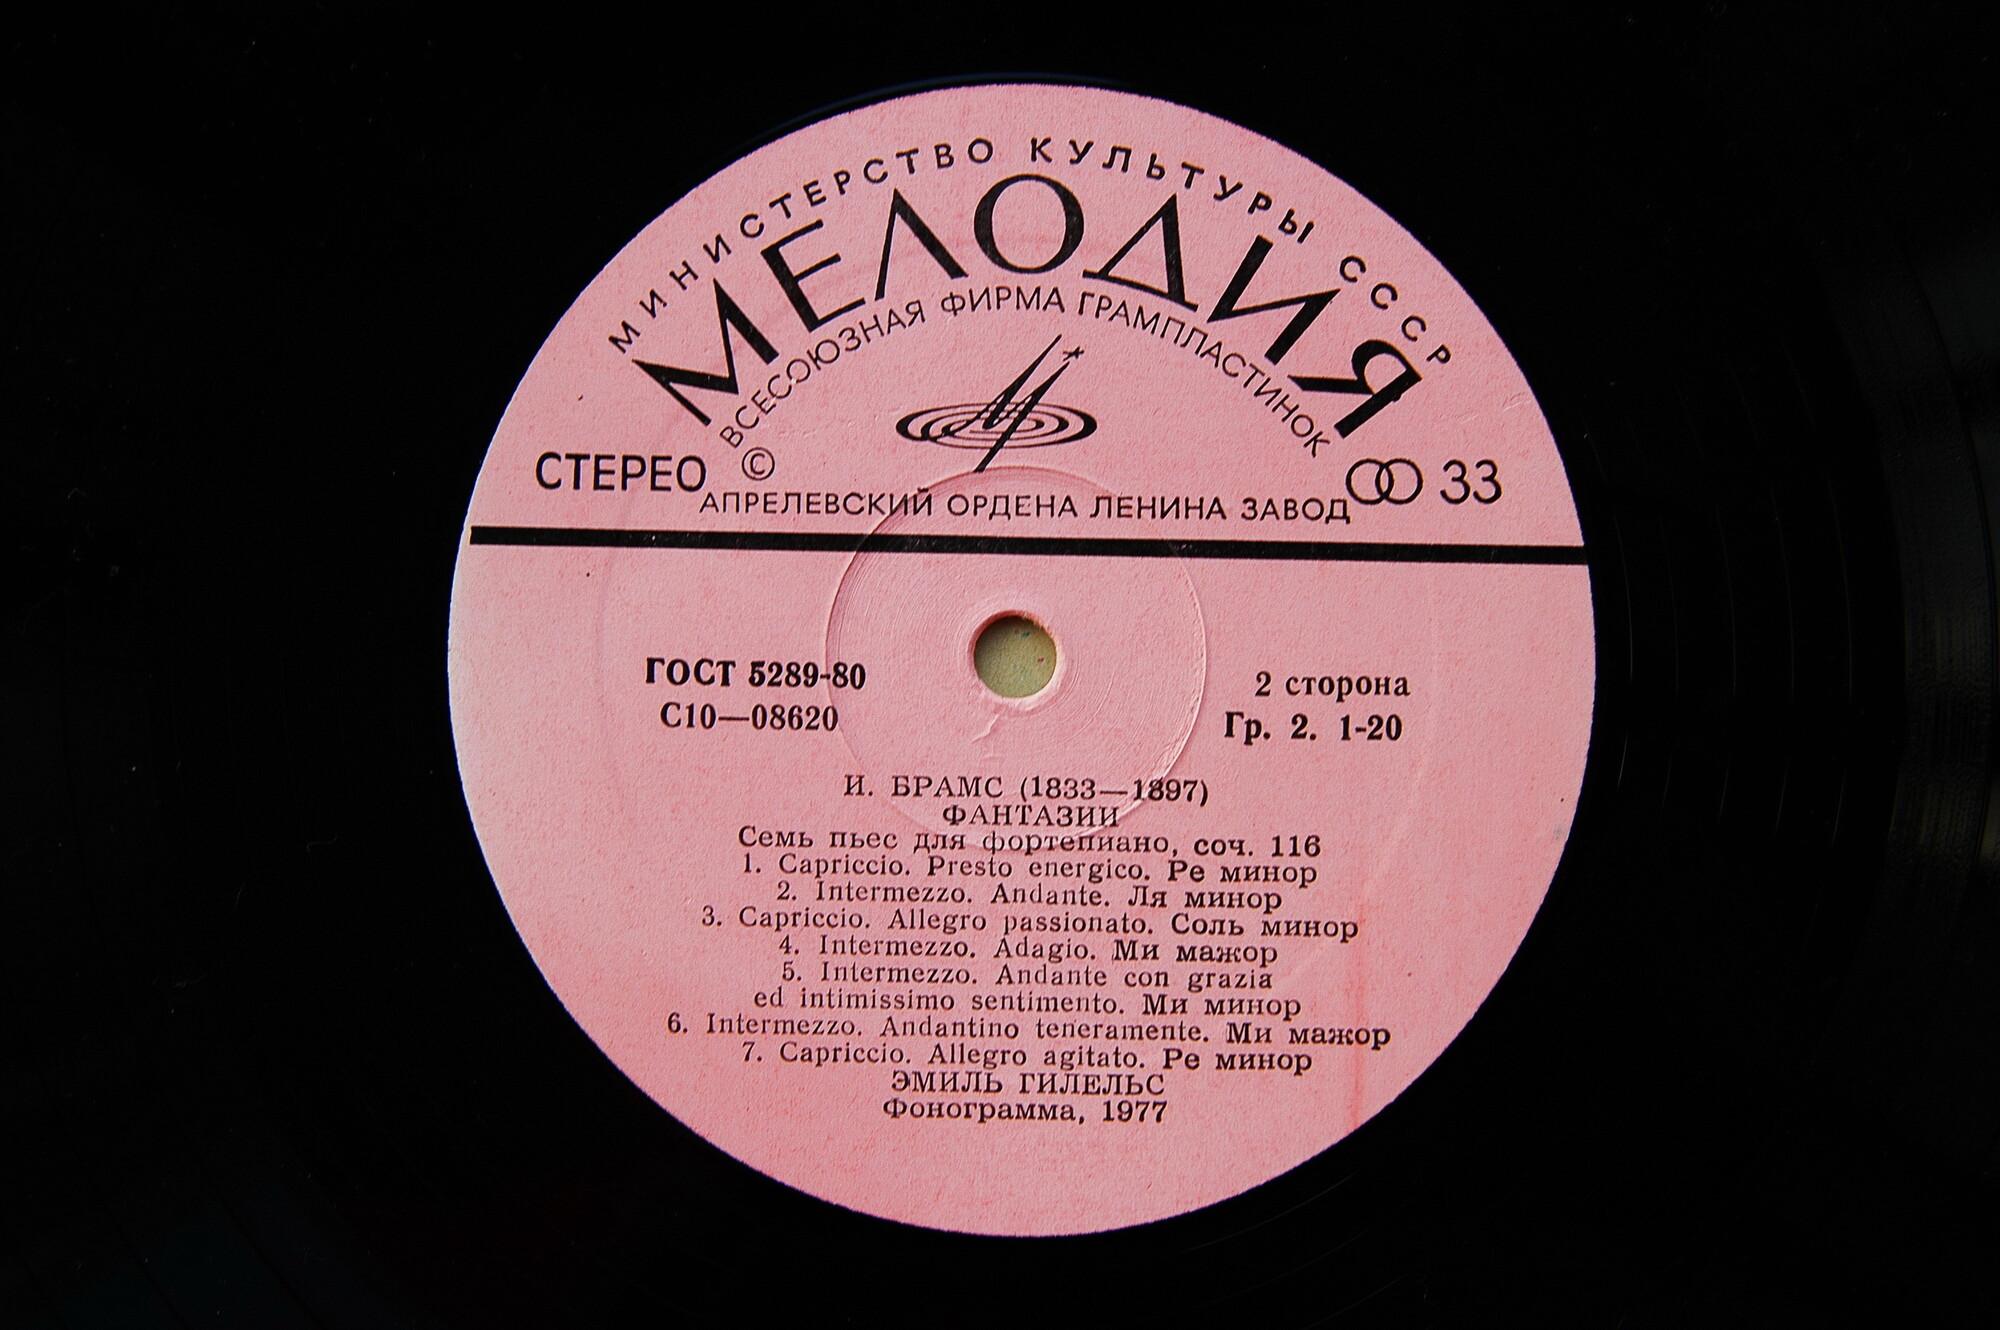 МИНИСТЕРСТВО КУЛЬТУРЫ СССР
МЕЛОДИЯ
ВСЕСОЮЗНАЯ ФИРМА ГРАМПЛАСТИНОК
СТЕРЕО © 33
АПРЕЛЕВСКИЙ ОРДЕНА ЛЕНИНА ЗАВОД
ГОСТ 5289-80
С10—08620
2 сторона
Гр. 2. 1-20
И. БРАМС (1833—1897)
ФАНТАЗИИ
Семь пьес для фортепиано, соч. 116
1. Capriccio. Presto energico. Ре минор
2. Intermezzo. Andante. Ля минор
3. Capriccio. Allegro passionato. Соль минор
4. Intermezzo. Adagio. Ми мажор
5. Intermezzo. Andante con grazia
ed intimissimo sentimento. Ми минор
6. Intermezzo. Andantino teneramente. Ми мажор
7. Capriccio. Allegro agitato. Ре минор
ЭМИЛЬ ГИЛЕЛЬС
Фонограмма, 1977